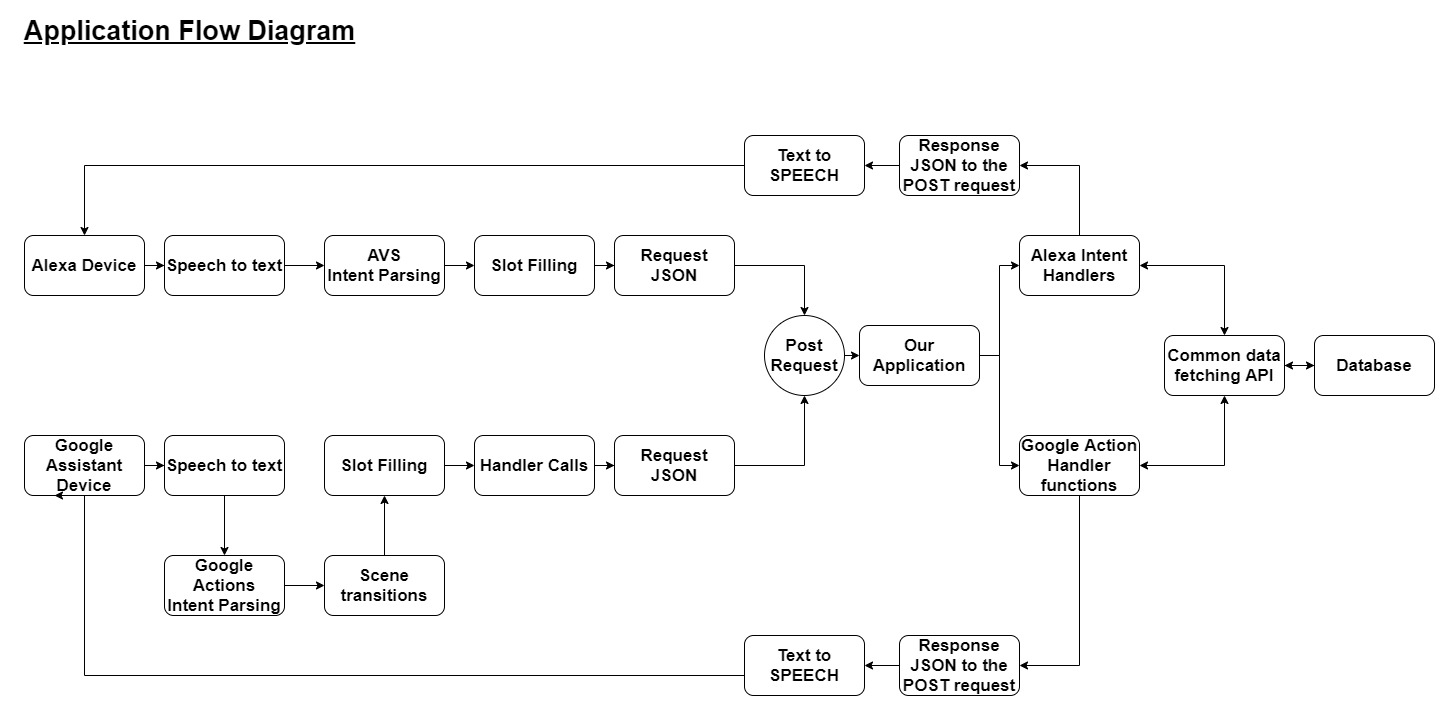 Application Flow Diagram
Text to
SPEECH
Response
JSON to the
POST request
Alexa Device
Speech to text
AVS
Intent Parsing
Slot Filling
Request
JSON
Alexa Intent
Handlers
Post
Request
Our
Application
Common data
fetching API
Database
Google
Assistant
Device
Speech to text
Slot Filling
Handler Calls
Request
JSON
Google Action
Handler
functions
Google
Actions
Intent Parsing
Scene
transitions
Text to
SPEECH
Response
JSON to the
POST request